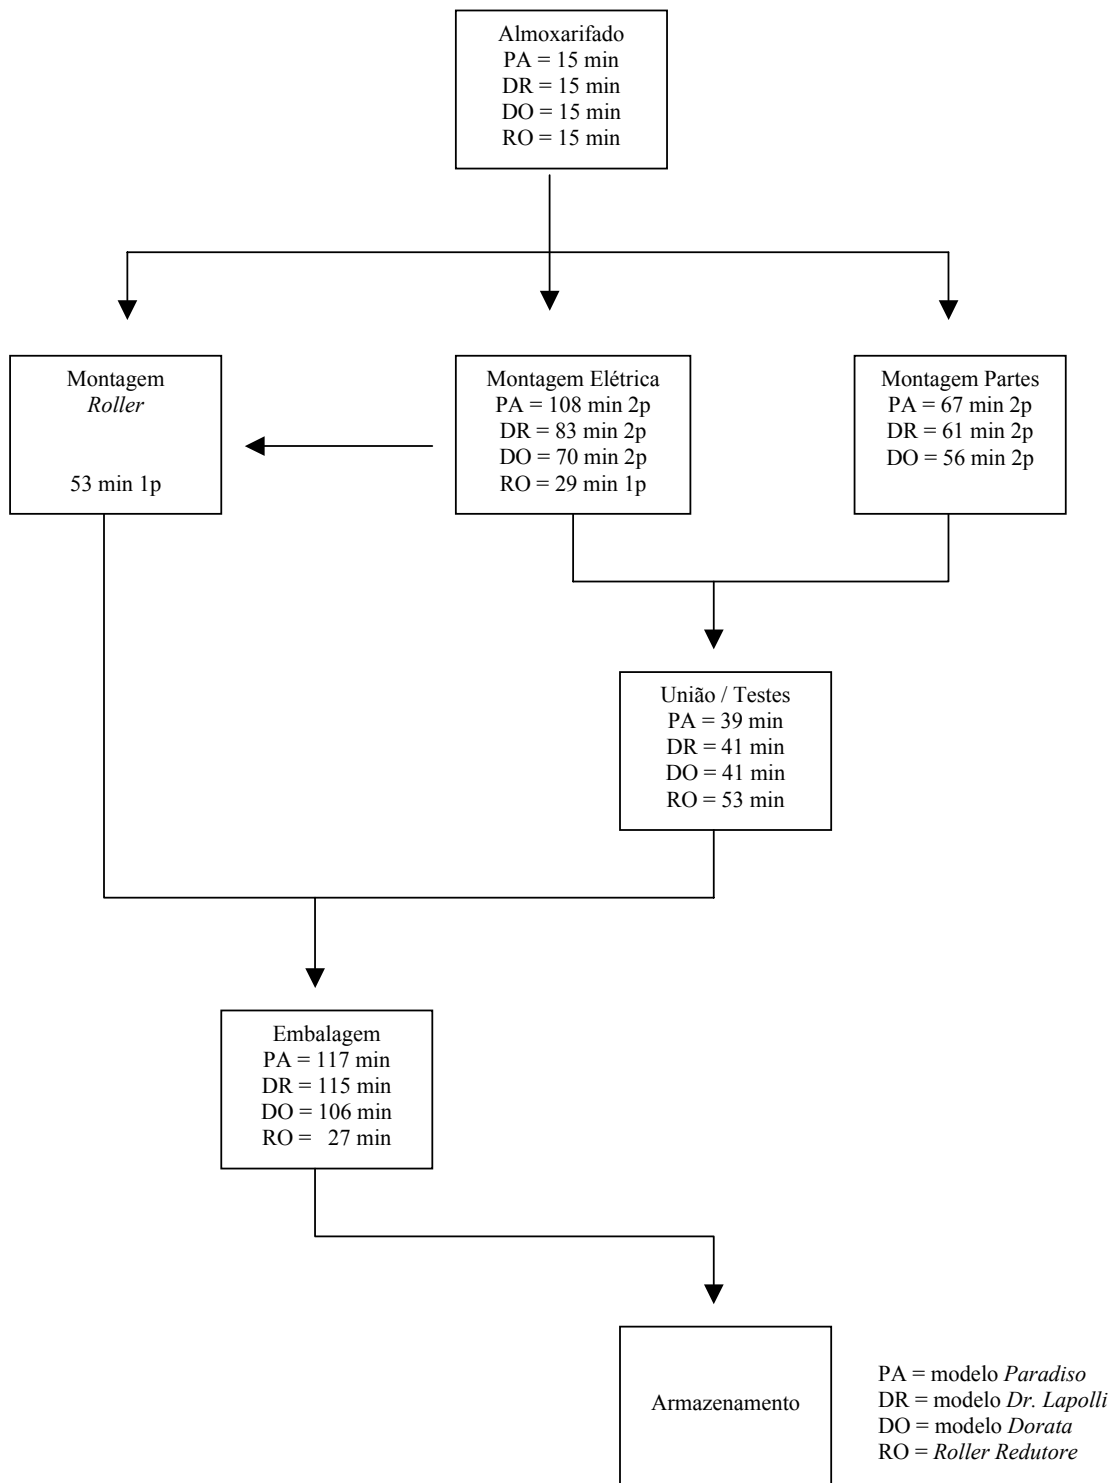 Almoxarifado
PA = 15 min
DR = 15 min
DO = 15 min
RO = 15 min
Montagem
Roller
53 min 1p
Montagem Elétrica
PA = 108 min 2p
DR = 83 min 2p
DO = 70 min 2p
RO = 29 min 1p
Montagem Partes
PA = 67 min 2p
DR = 61 min 2p
DO = 56 min 2p
União / Testes
PA = 39 min
DR = 41 min
DO = 41 min
RO = 53 min
Embalagem
PA = 117 min
DR = 115 min
DO = 106 min
RO =   27 min
Armazenamento
PA = modelo Paradiso
DR = modelo Dr. Lapolli
DO = modelo Dorata
RO = Roller Redutore